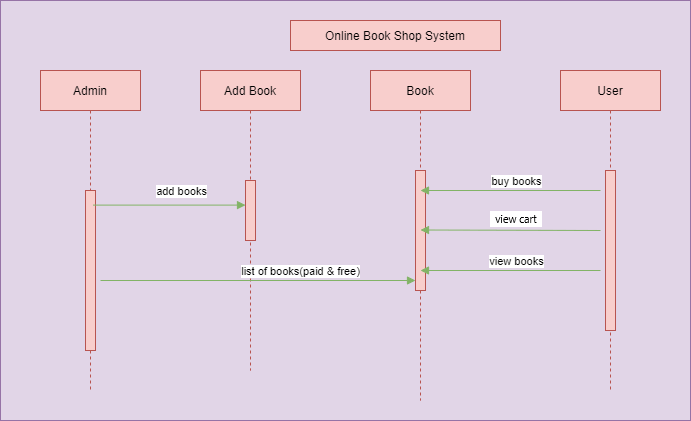 Online Book Shop System
Admin
Add Book
Book
User
buy books
add books
view cart
view books
list of books(paid & free)